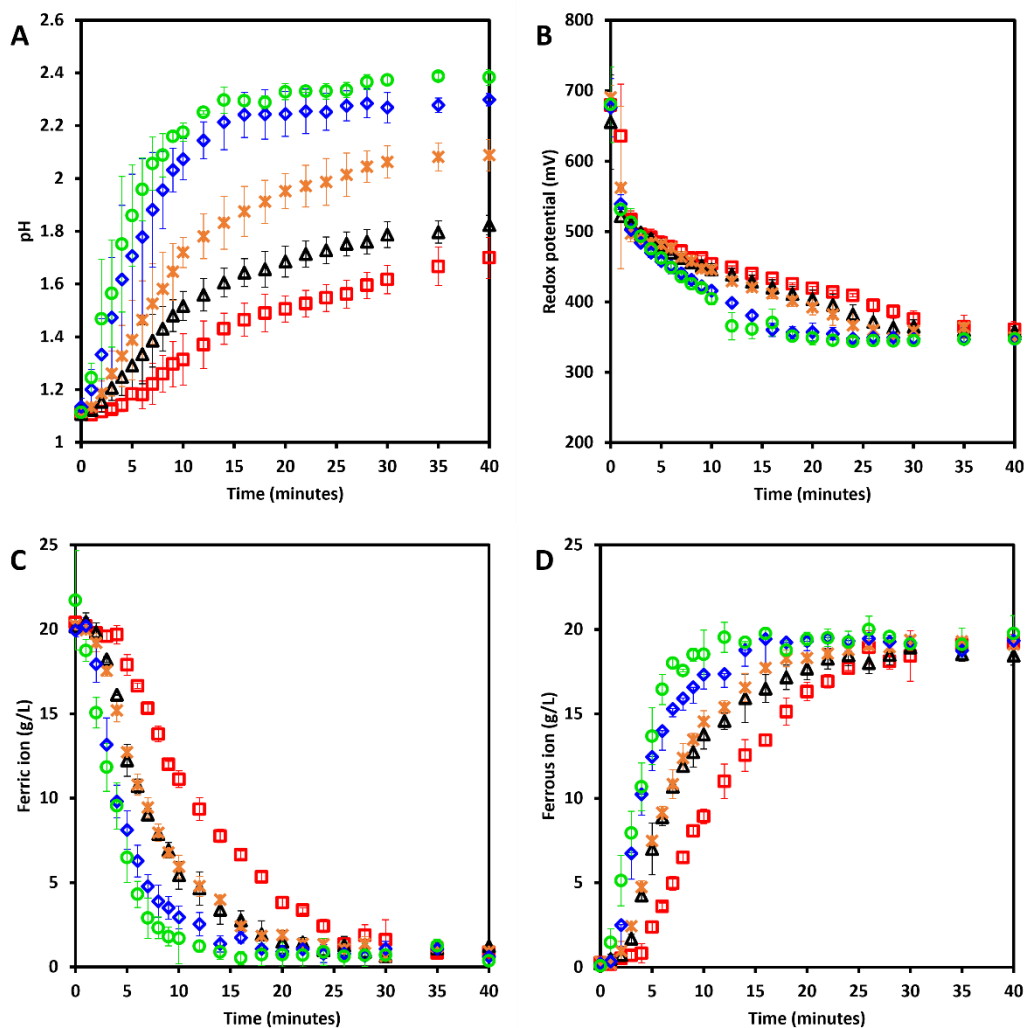 A
pH
2.6
2.4
2.2
2
1.8
1.6
1.4
1.2
1
0 5 10 15 20 25 30 35 40
Time (minutes)
B
Redox potential (mV)
800
700
600
500
400
300
200
0 5 10 15 20 25 30 35 40
Time (minutes)
C
Ferric ion (g/L)
25
20
15
10
5
0
0 5 10 15 20 25 30 35 40
Time (minutes)
D
Ferrous ion (g/L)
25
20
15
10
5
0
0 5 10 15 20 25 30 35 40
Time (minutes)